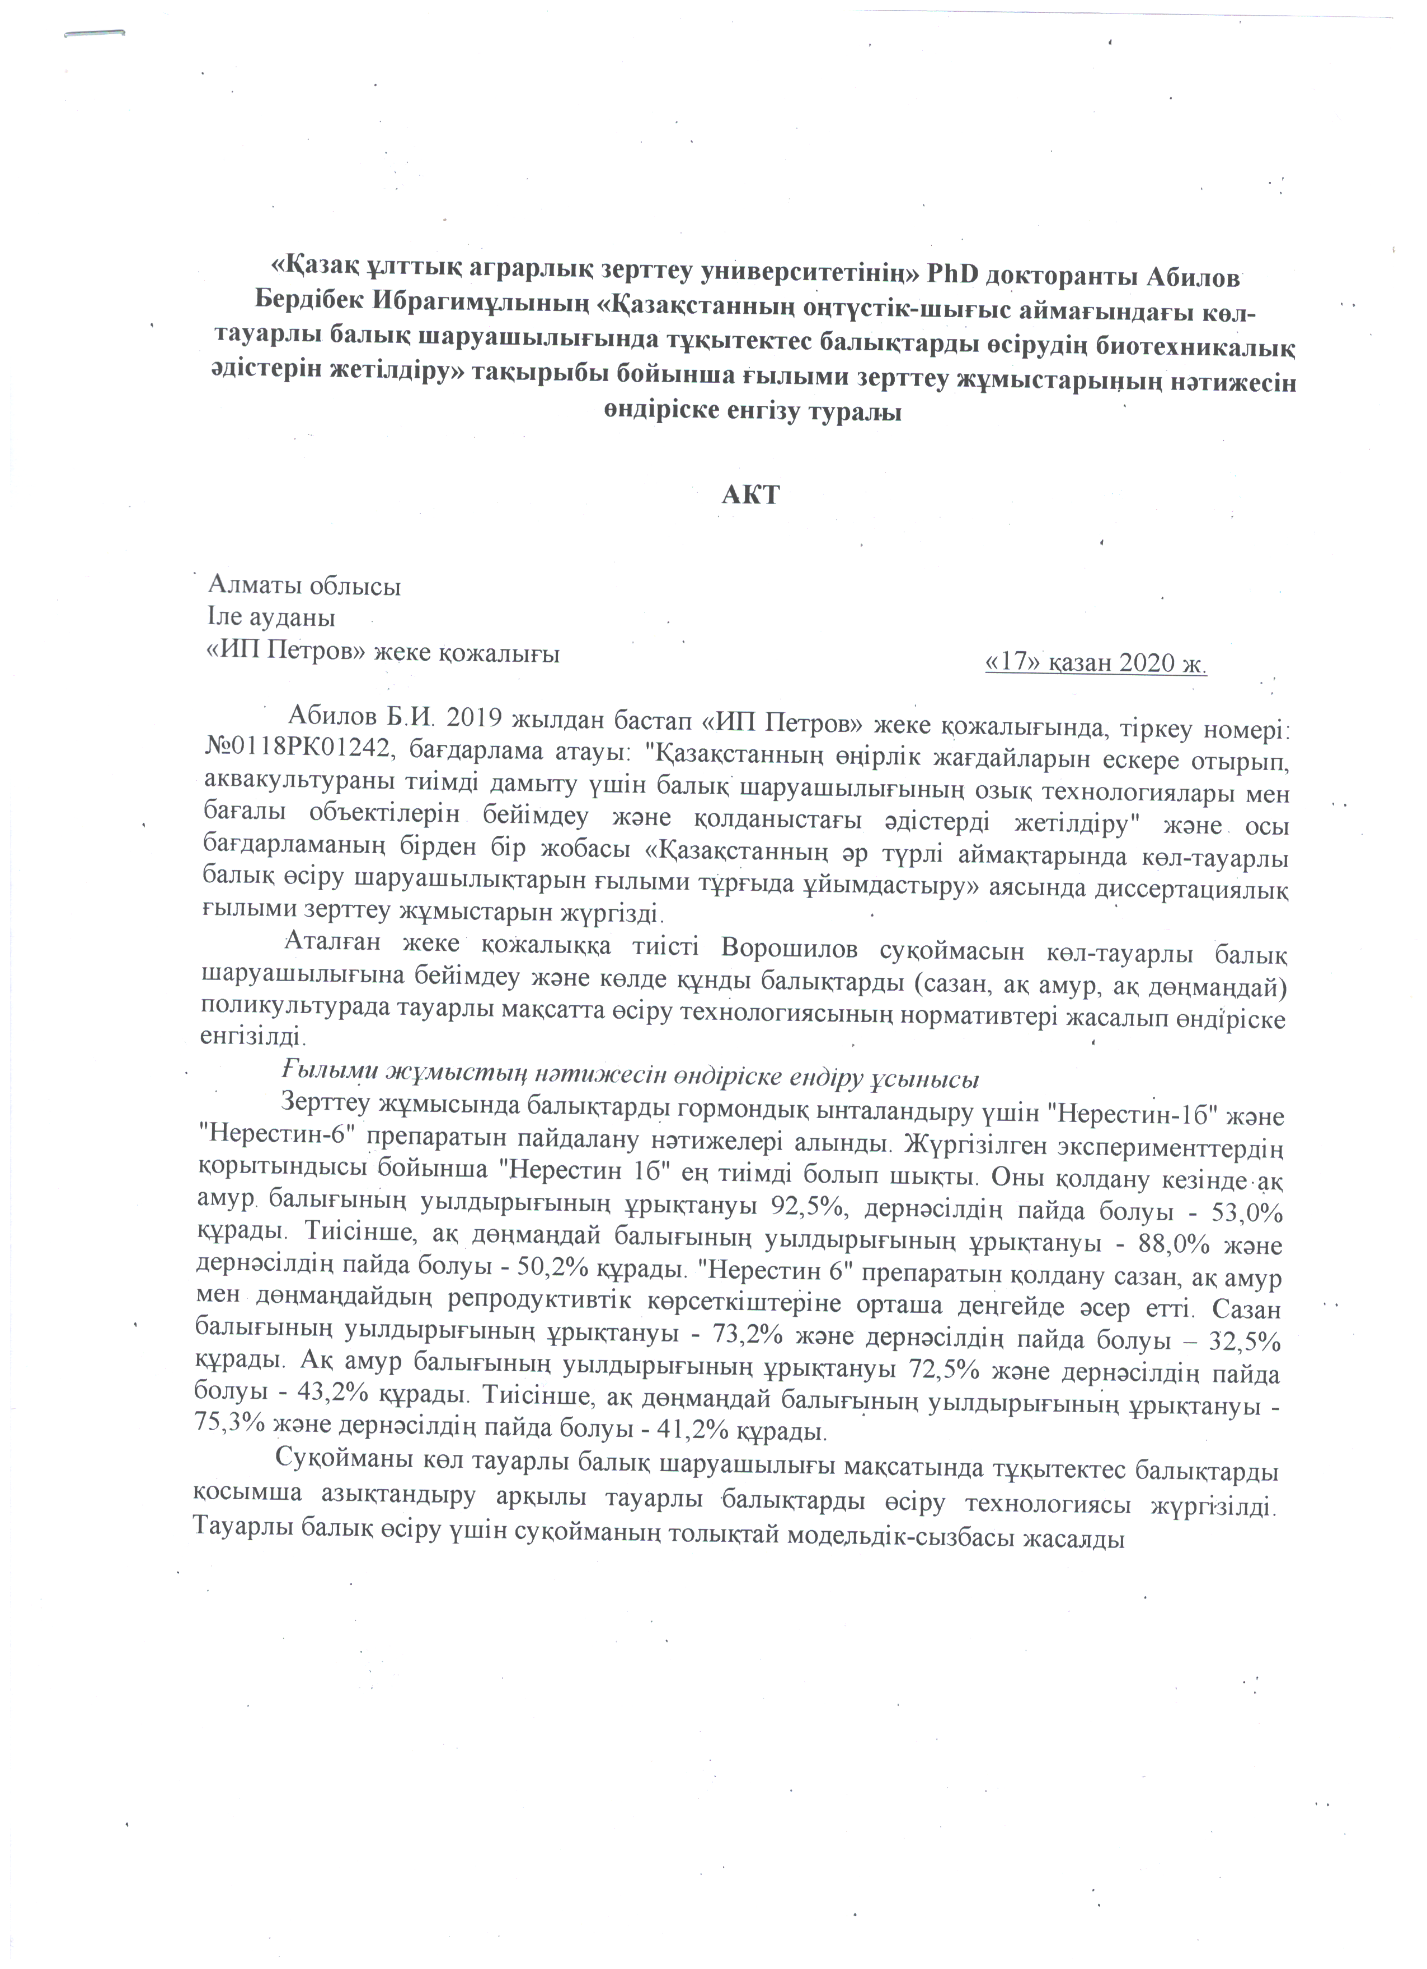 «Қазақ ұлттық аграрлық зерттеу университетінің» PhD докторанты Абилов
Бердібек Ибрагимұлының «Қазақстанның оңтүстік-шығыс аймағындағы көл-
тауарлы балық шаруашылығында тұқытектес балықтарды өсірудің биотехникалық
әдістерін жетілдіру» тақырыбы бойынша ғылыми зерттеу жұмыстарының нәтижесін
өндіріске енгізу туралы
АКТ
Алматы облысы
Іле ауданы
«ИП Петров» жеке қожалығы
«17» қазан 2020 ж.
Абилов Б.И. 2019 жылдан бастап «ИП Петров» жеке қожалығында, тіркеу номері:
№0118РК01242, бағдарлама атауы: "Қазақстанның өңірлік жағдайларын ескере отырып,
аквакультураны тиімді дамыту үшін балық шаруашылығының озық технологиялары мен
бағалы объектілерін бейімдеу және қолданыстағы әдістерді жетілдіру" және осы
бағдарламаның бірден бір жобасы «Қазақстанның әр түрлі аймақтарында көл-тауарлы
балық өсіру шаруашылықтарын ғылыми тұрғыда ұйымдастыру» аясында диссертациялық
ғылыми зерттеу жұмыстарын жүргізді.
Аталған жеке қожалыққа тиісті Ворошилов суқоймасын көл-тауарлы балық
шаруашылығына бейімдеу және көлде құнды балықтарды (сазан, ақ амур, ақ дөңмаңдай)
поликультурада тауарлы мақсатта өсіру технологиясының нормативтері жасалып өндіріске
енгізілді.
Ғылыми жұмыстың нәтижесін өндіріске ендіру ұсынысы
Зерттеу жұмысында балықтарды гормондық ынталандыру үшін "Нерестин-1б" және
"Нерестин-6" препаратын пайдалану нәтижелері алынды. Жүргізілген эксперименттердің
қорытындысы бойынша "Нерестин 1б" ең тиімді болып шықты. Оны қолдану кезінде ақ
амур балығының уылдырығының ұрықтануы 92,5%, дернәсілдің пайда болуы - 53,0%
құрады. Тиісінше, ақ дөңмаңдай балығының уылдырығының ұрықтануы - 88,0% және
дернәсілдің пайда болуы - 50,2% құрады. "Нерестин 6" препаратын қолдану сазан, ақ амур
мен дөңмаңдайдың репродуктивтік көрсеткіштеріне орташа деңгейде әсер етті. Сазан
балығының уылдырығының ұрықтануы - 73,2% және дернәсілдің пайда болуы – 32,5%
құрады. Ақ амур балығының уылдырығының ұрықтануы 72,5% және дернәсілдің пайда
болуы - 43,2% құрады. Тиісінше, ақ дөңмаңдай балығының уылдырығының ұрықтануы -
75,3% және дернәсілдің пайда болуы - 41,2% құрады.
Суқойманы көл тауарлы балық шаруашылығы мақсатында тұқытектес балықтарды
қосымша азықтандыру арқылы тауарлы балықтарды өсіру технологиясы жүргізілді.
Тауарлы балық өсіру үшін суқойманың толықтай модельдік-сызбасы жасалды